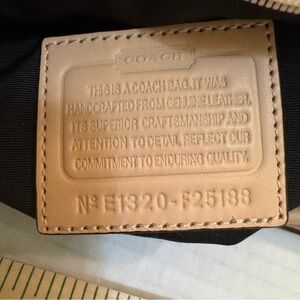 COACH
THIS IS A COACH BAG. IT WAS
HANDCRAFTED FROM GENUINE LEATHER.
ITS SUPERIOR CRAFTSMANSHIP AND
ATTENTION TO DETAIL REFLECT OUR
COMMITMENT TO ENDURING QUALITY.
Nº E1320-F25188